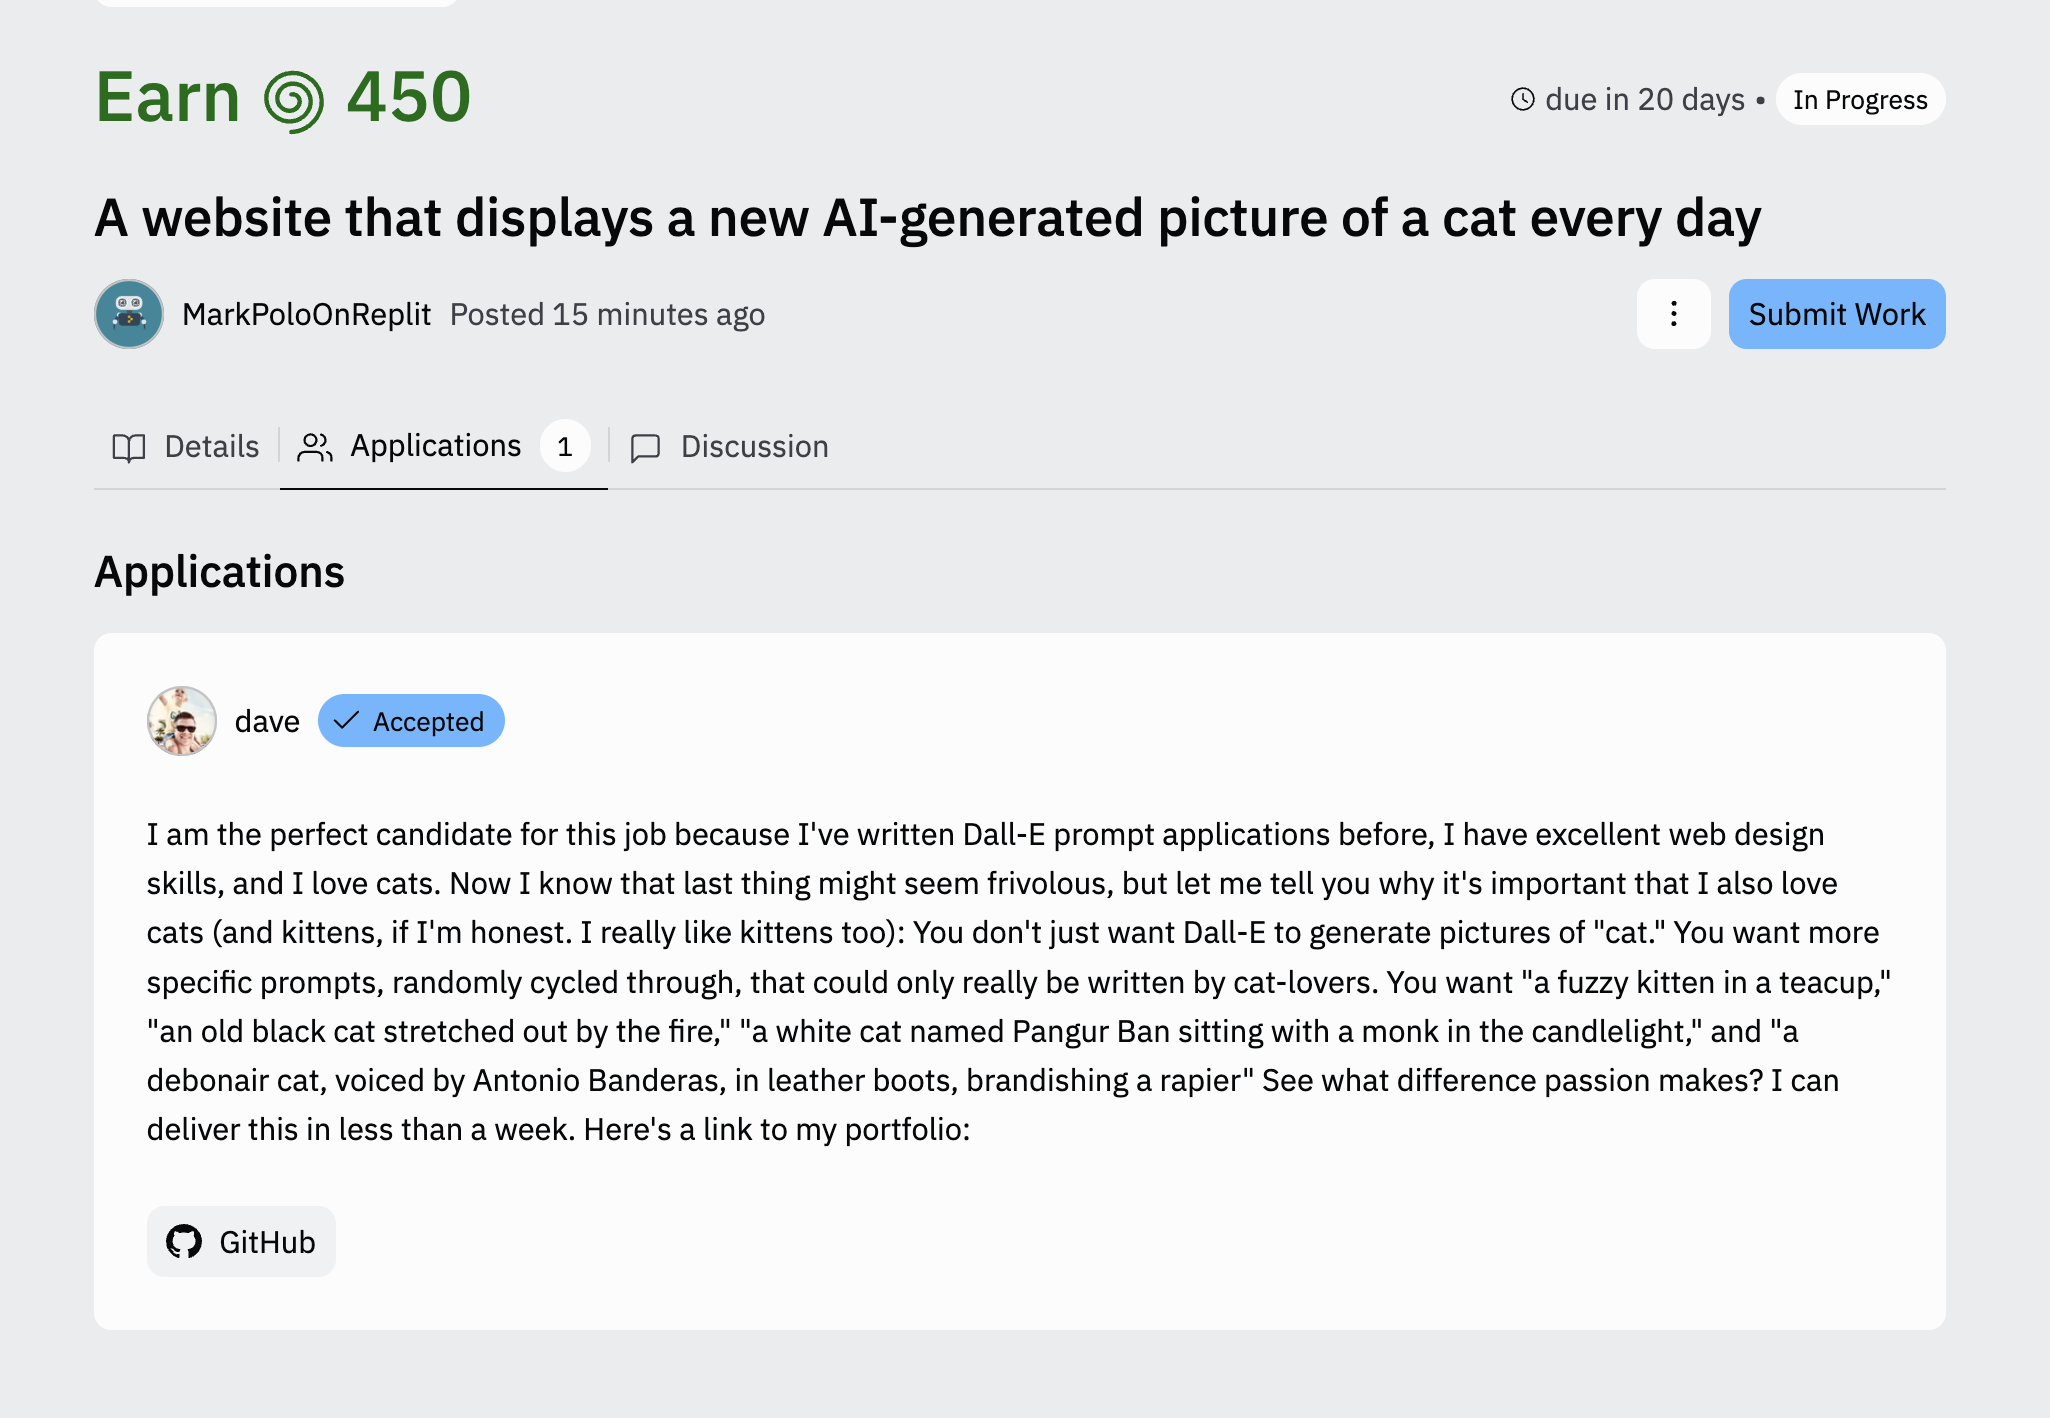 Earn 450
due in 20 days • In Progress
A website that displays a new AI-generated picture of a cat every day
MarkPoloOnReplit Posted 15 minutes ago
Submit Work
Details
Applications 1
Discussion
Applications
dave Accepted
I am the perfect candidate for this job because I've written Dall-E prompt applications before, I have excellent web design
skills, and I love cats. Now I know that last thing might seem frivolous, but let me tell you why it's important that I also love
cats (and kittens, if I'm honest. I really like kittens too): You don't just want Dall-E to generate pictures of "cat." You want more
specific prompts, randomly cycled through, that could only really be written by cat-lovers. You want "a fuzzy kitten in a teacup,"
"an old black cat stretched out by the fire," "a white cat named Pangur Ban sitting with a monk in the candlelight," and "a
debonair cat, voiced by Antonio Banderas, in leather boots, brandishing a rapier" See what difference passion makes? I can
deliver this in less than a week. Here's a link to my portfolio:
GitHub